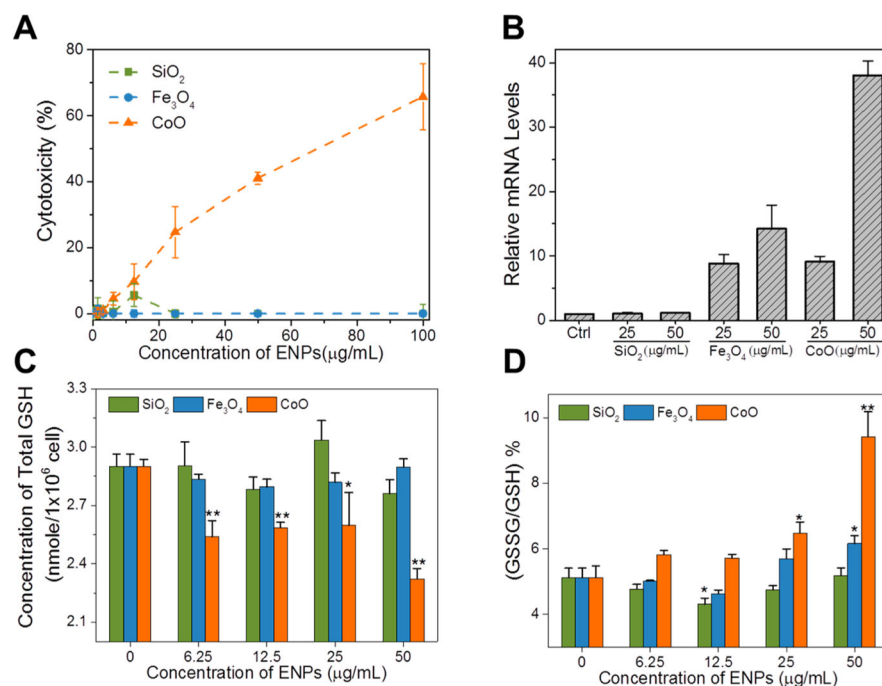 A
SiO2
Fe3O4
CoO
Cytotoxicity (%)
80
60
40
20
0
0 20 40 60 80 100
Concentration of ENPs(μg/mL)
B
Relative mRNA Levels
40
30
20
10
0
Ctrl 25 50 25 50 25 50
SiO2(μg/mL) Fe3O4(μg/mL) CoO(μg/mL)
C
SiO2 Fe3O4 CoO
Concentration of Total GSH
(nmole/1x10^6 cell)
3.3
3.0
2.7
2.4
2.1
** ** * **
0 6.25 12.5 25 50
Concentration of ENPs (μg/mL)
D
SiO2 Fe3O4 CoO
(GSSG/GSH) %
10
8
6
4
* * * **
0 6.25 12.5 25 50
Concentration of ENPs (μg/mL)